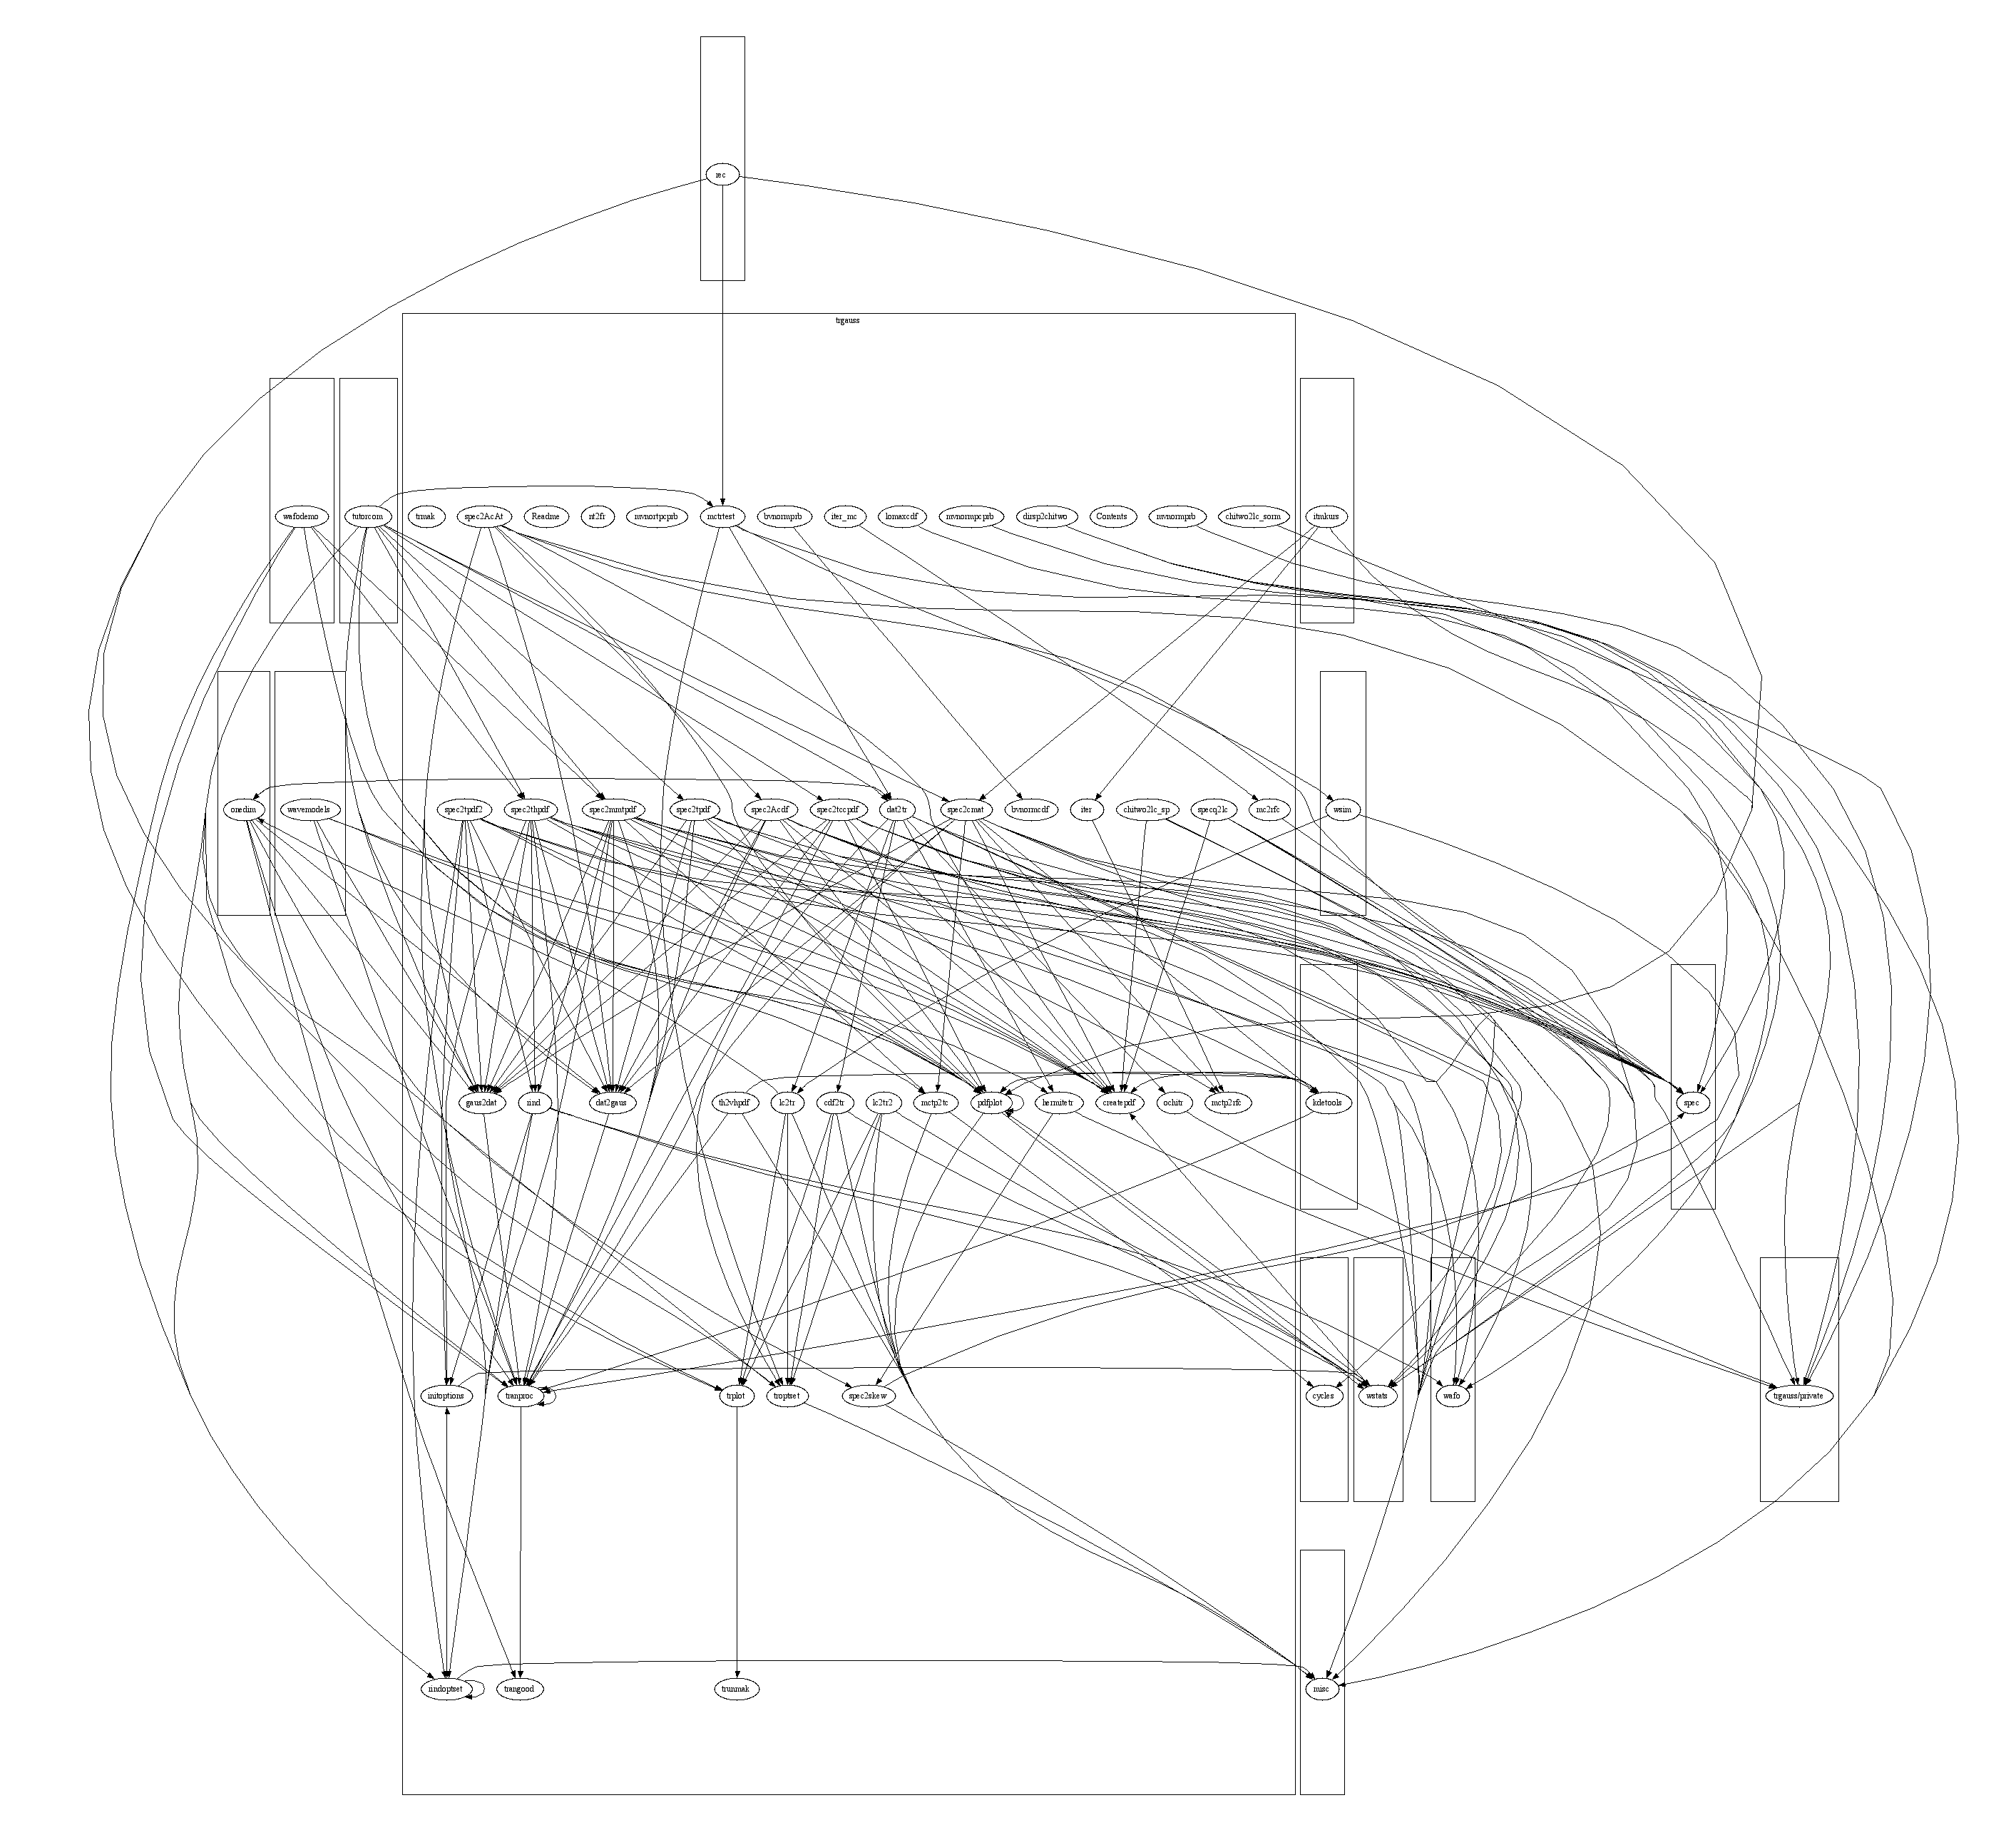 rec
trgauss
wafodemo
tutorcom
trmak
spec2AcAt
Readme
nt2fr
mvnortpcprb
mctrtest
bvnormprb
iter_mc
lomaxcdf
mvnormpcprb
dirsp2chitwo
Contents
mvnormprb
chitwo2lc_sorm
itmkurs
onedim
wavemodels
spec2tpdf2
spec2thpdf
spec2mmtpdf
spec2tpdf
spec2Acdf
spec2tccpdf
dat2tr
spec2cmat
bvnormcdf
iter
chitwo2lc_sp
specq2lc
mc2rfc
wsim
gaus2dat
rind
dat2gaus
th2vhpdf
lc2tr
cdf2tr
lc2tr2
mctp2tc
pdfplot
hermitetr
createpdf
ochitr
mctp2rfc
kdetools
spec
initoptions
tranproc
trplot
troptset
spec2skew
cycles
wstats
wafo
trgauss/private
rindoptset
trangood
trunmak
misc